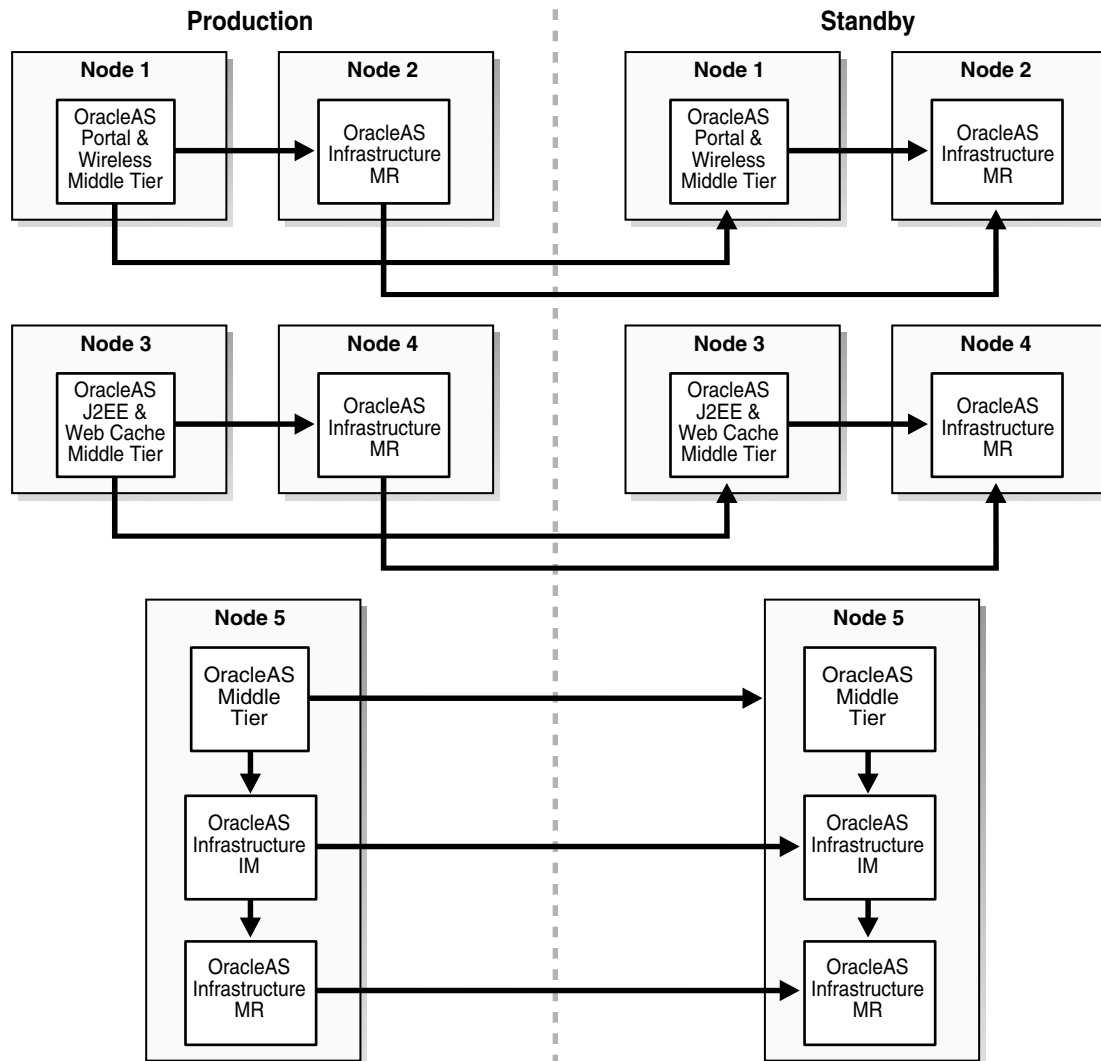 Production
Standby
Node 1
OracleAS
Portal &
Wireless
Middle Tier
Node 2
OracleAS
Infrastructure
MR
Node 1
OracleAS
Portal &
Wireless
Middle Tier
Node 2
OracleAS
Infrastructure
MR
Node 3
OracleAS
J2EE &
Web Cache
Middle Tier
Node 4
OracleAS
Infrastructure
MR
Node 3
OracleAS
J2EE &
Web Cache
Middle Tier
Node 4
OracleAS
Infrastructure
MR
Node 5
OracleAS
Middle
Tier
OracleAS
Infrastructure
IM
OracleAS
Infrastructure
MR
Node 5
OracleAS
Middle
Tier
OracleAS
Infrastructure
IM
OracleAS
Infrastructure
MR